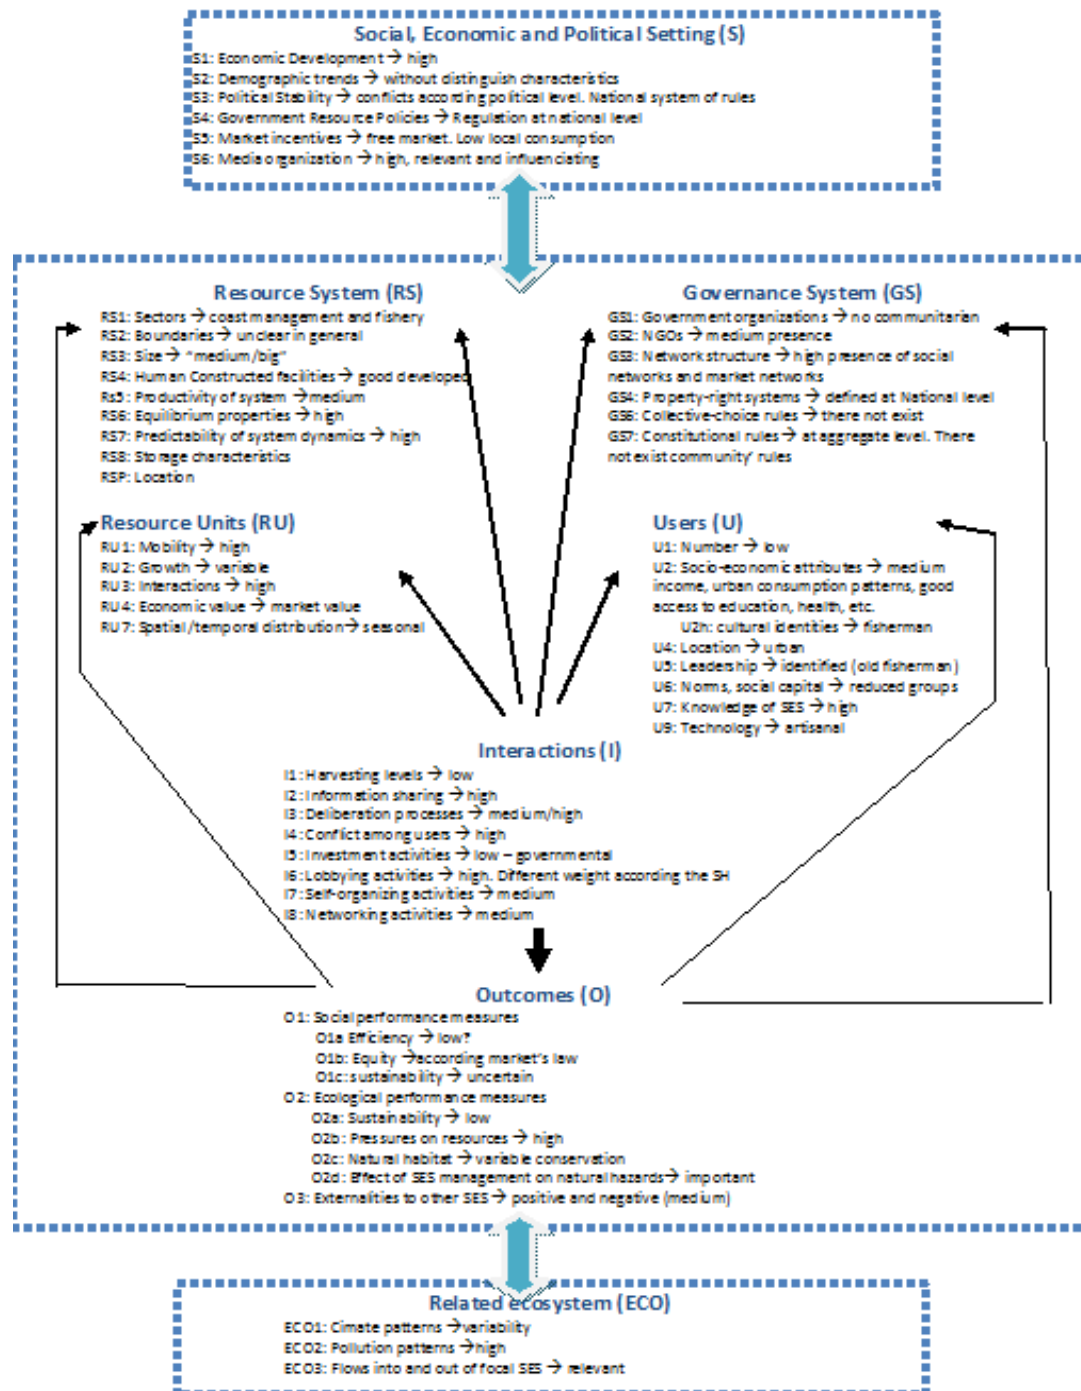 Social, Economic and Political Setting (S)
S1: Economic Development → high
S2: Demographic trends → without distinguish characteristics
S3: Political Stability → conflicts according political level. National system of rules
S4: Government Resource Policies → Regulation at national level
S5: Market incentives → free market. Low local consumption
S6: Media organization → high, relevant and influenciating
Resource System (RS)
RS1: Sectors → coast management and fishery
RS2: Boundaries → unclear in general
RS3: Size → "medium/big"
RS4: Human Constructed facilities → good developed
Rs5: Productivity of system → medium
RS6: Equilibrium properties → high
RS7: Predictability of system dynamics → high
RS8: Storage characteristics
RSP: Location
Governance System (GS)
GS1: Government organizations → no communitarian
GS2: NGOs → medium presence
GS3: Network structure → high presence of social
networks and market networks
GS4: Property-right systems → defined at National level
GS6: Collective-choice rules → there not exist
GS7: Constitutional rules → at aggregate level. There
not exist community' rules
Resource Units (RU)
RU1: Mobility → high
RU2: Growth → variable
RU3: Interactions → high
RU4: Economic value → market value
RU7: Spatial/temporal distribution → seasonal
Users (U)
U1: Number → low
U2: Socio-economic attributes → medium
income, urban consumption patterns, good
access to education, health, etc.
U2h: cultural identities → fisherman
U4: Location → urban
U5: Leadership → identified (old fisherman)
U6: Norms, social capital → reduced groups
U7: Knowledge of SES → high
U9: Technology → artisanal
Interactions (I)
I1: Harvesting levels → low
I2: Information sharing → high
I3: Deliberation processes → medium/high
I4: Conflict among users → high
I5: Investment activities → low – governmental
I6: Lobbying activities → high. Different weight according the SH
I7: Self-organizing activities → medium
I8: Networking activities → medium
Outcomes (O)
O1: Social performance measures
O1a Efficiency → low?
O1b: Equity → according market's law
O1c: sustainability → uncertain
O2: Ecological performance measures
O2a: Sustainability → low
O2b: Pressures on resources → high
O2c: Natural habitat → variable conservation
O2d: Effect of SES management on natural hazards → important
O3: Externalities to other SES → positive and negative (medium)
Related ecosystem (ECO)
ECO1: Cimate patterns → variability
ECO2: Pollution patterns → high
ECO3: Flows into and out of focal SES → relevant